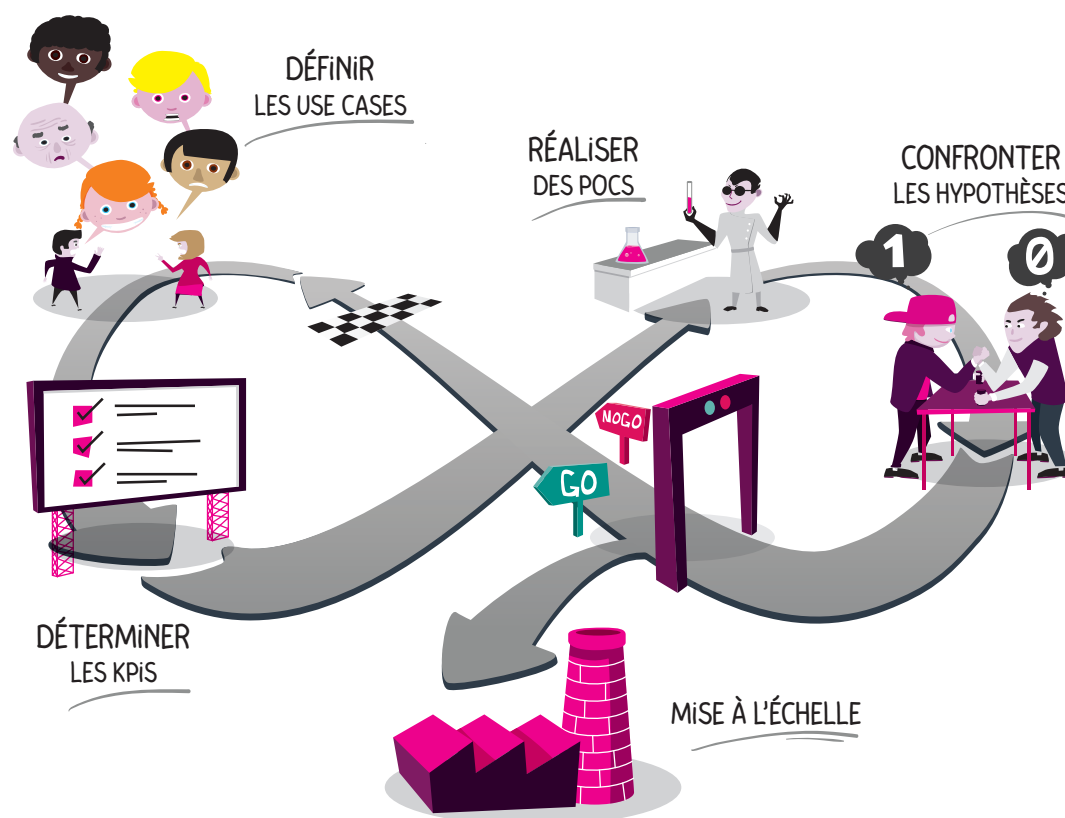 DÉFINIR
LES USE CASES
RÉALISER
DES POCS
CONFRONTER
LES HYPOTHÈSES
1
0
NOGO
GO
DÉTERMINER
LES KPIS
MISE À L'ÉCHELLE